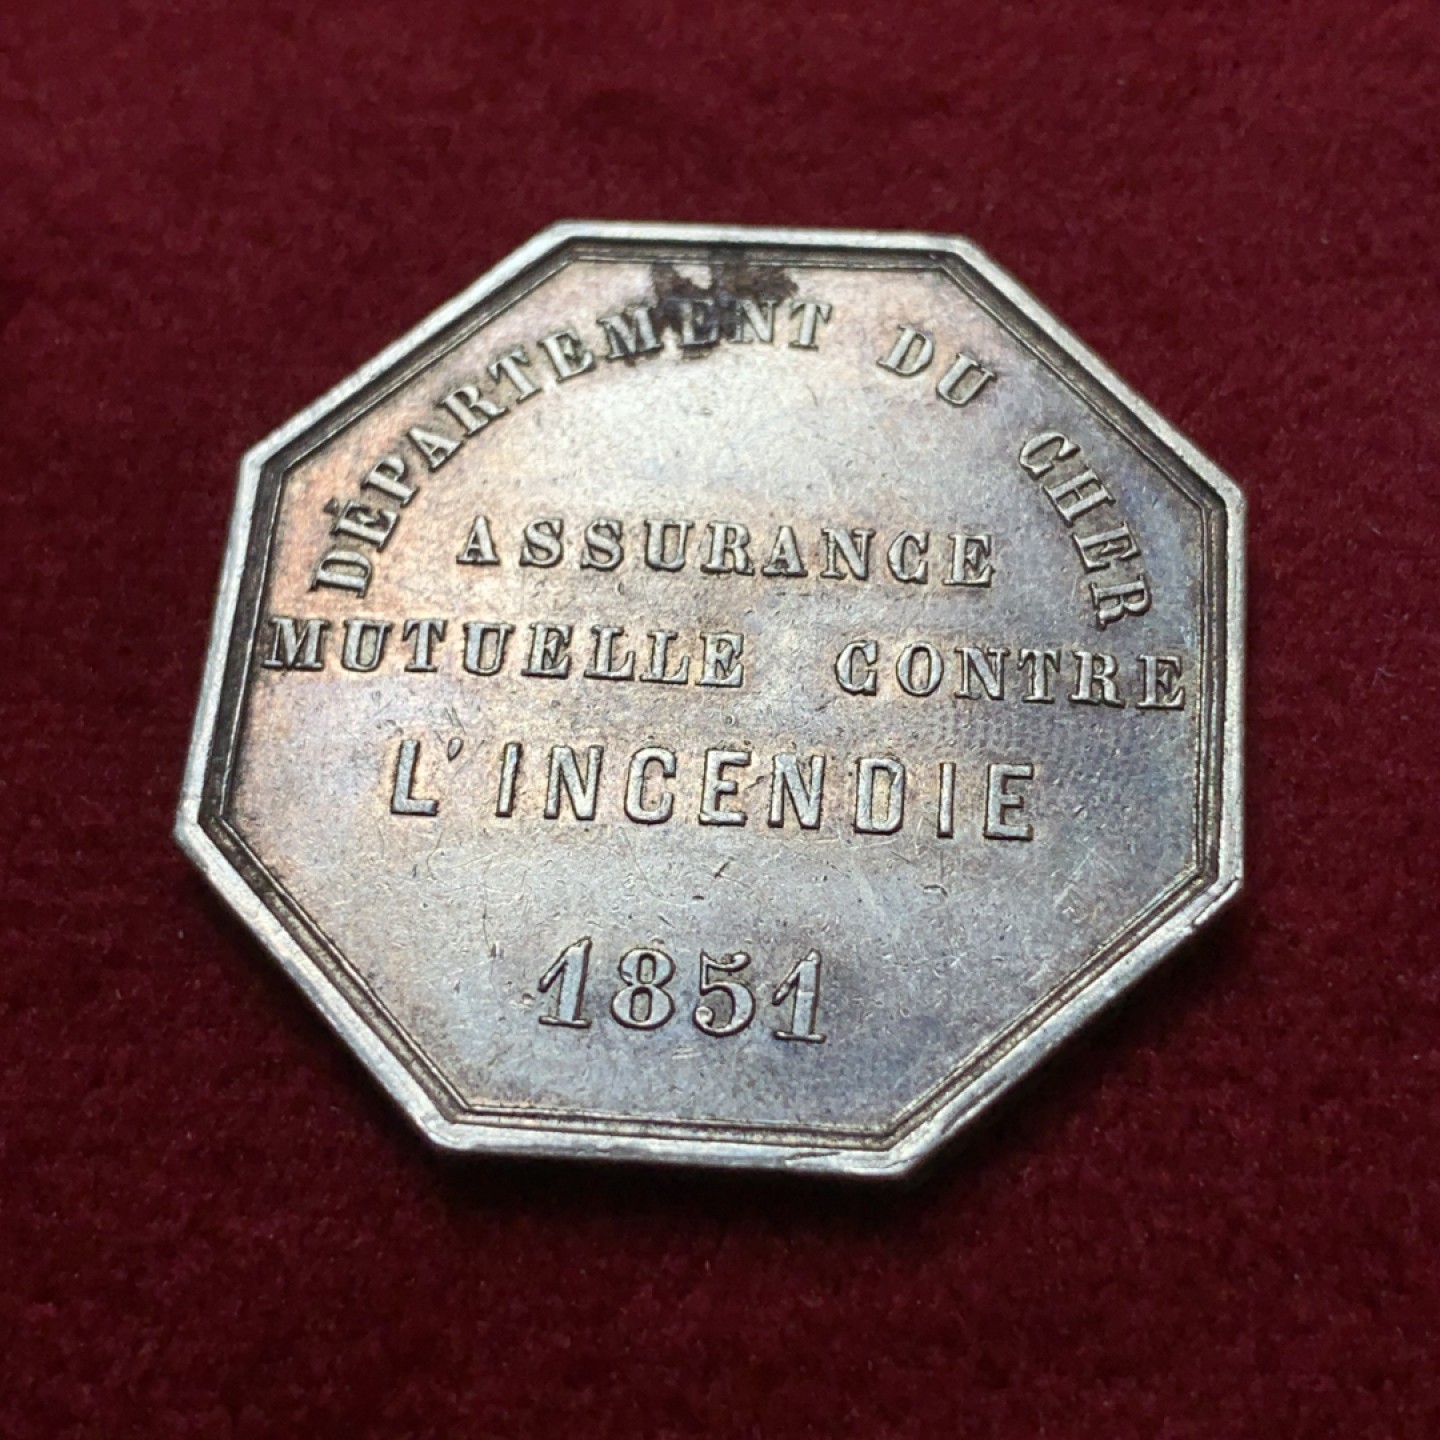 DÉPARTEMENT DU CHER
ASSURANCE
MUTUELLE CONTRE
L'INCENDIE
1851